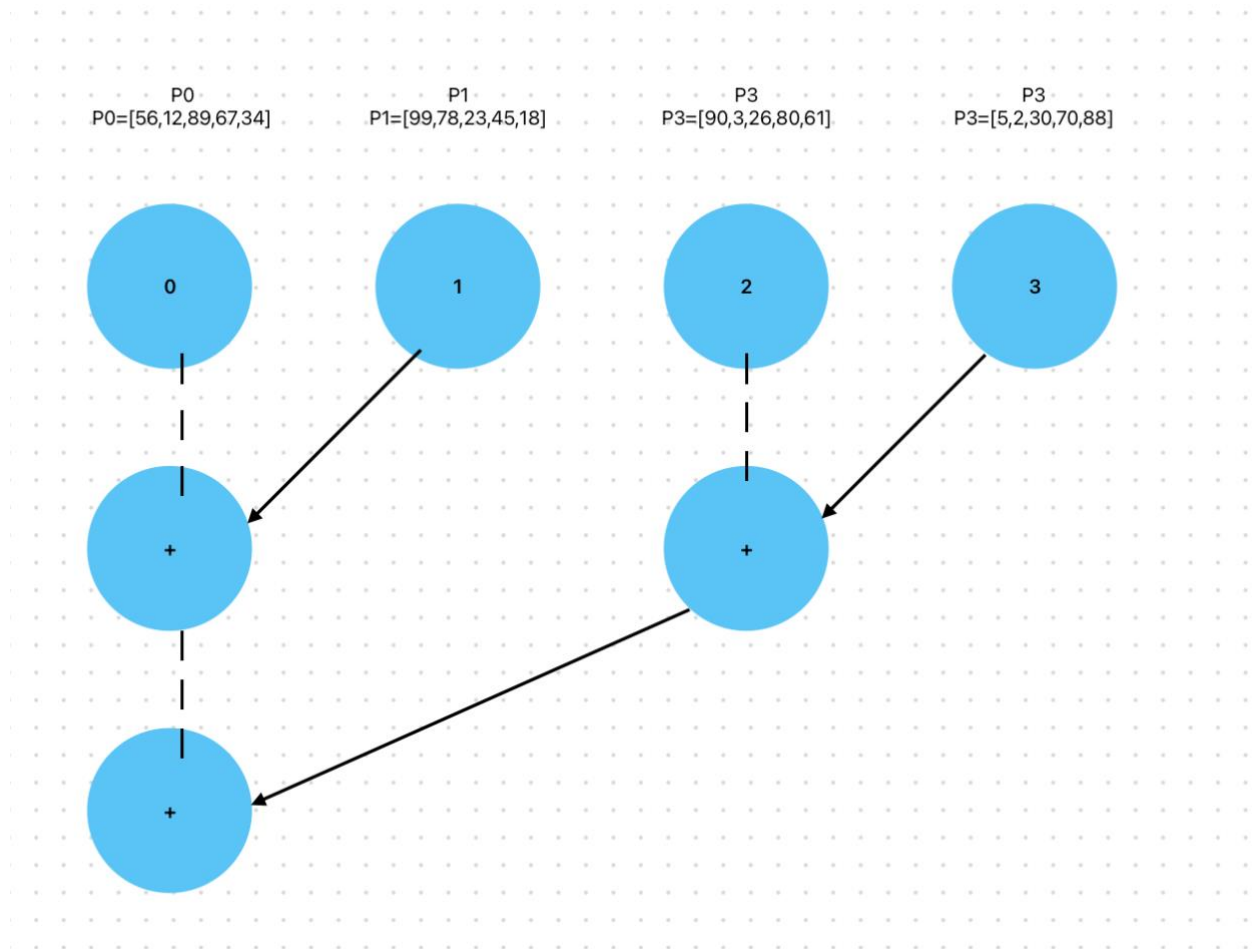 P0
P0=[56,12,89,67,34]
P1
P1=[99,78,23,45,18]
P3
P3=[90,3,26,80,61]
P3
P3=[5,2,30,70,88]
0
1
2
3
+
+
+